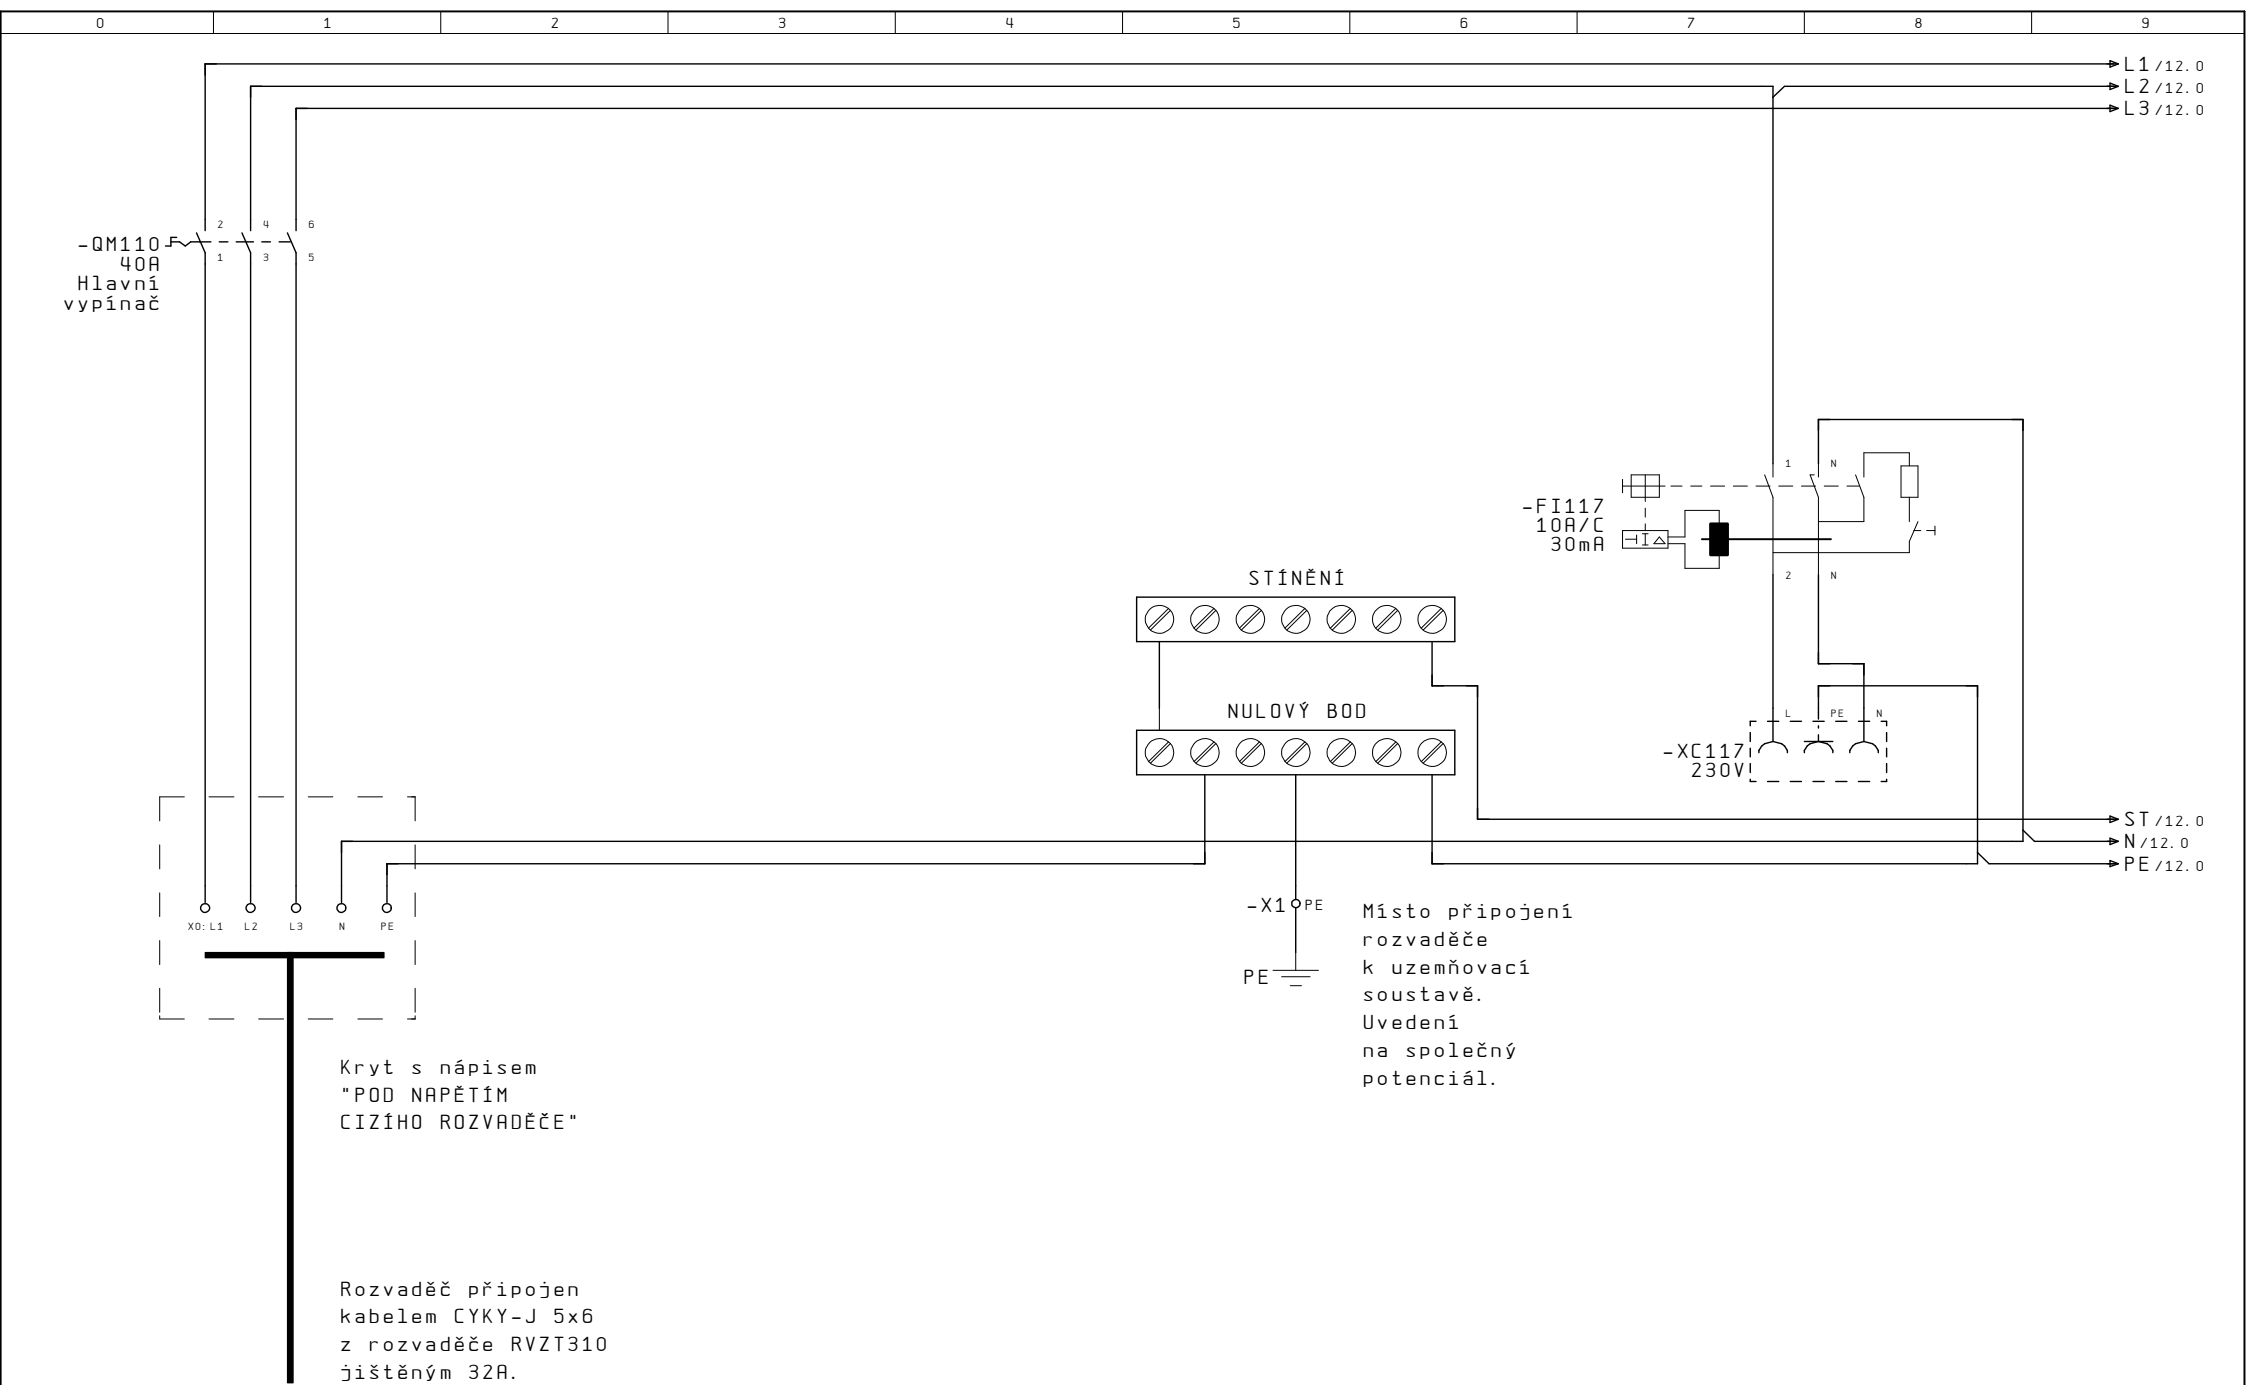 0 1 2 3 4 5 6 7 8 9
L1/12.0
L2/12.0
L3/12.0
2 4 6
-QM110
40A
Hlavní
vypínač
1 3 5
1 N
-FI117
10A/C
30mA
2 N
STÍNĚNÍ
NULOVÝ BOD
L PE N
-XC117
230V
ST/12.0
N/12.0
PE/12.0
X0:L1 L2 L3 N PE
-X1 PE
PE
Místo připojení
rozvaděče
k uzemňovací
soustavě.
Uvedení
na společný
potenciál.
Kryt s nápisem
"POD NAPĚTÍM
CIZÍHO ROZVADĚČE"
Rozvaděč připojen
kabelem CYKY-J 5x6
z rozvaděče RVZT310
jištěným 32A.